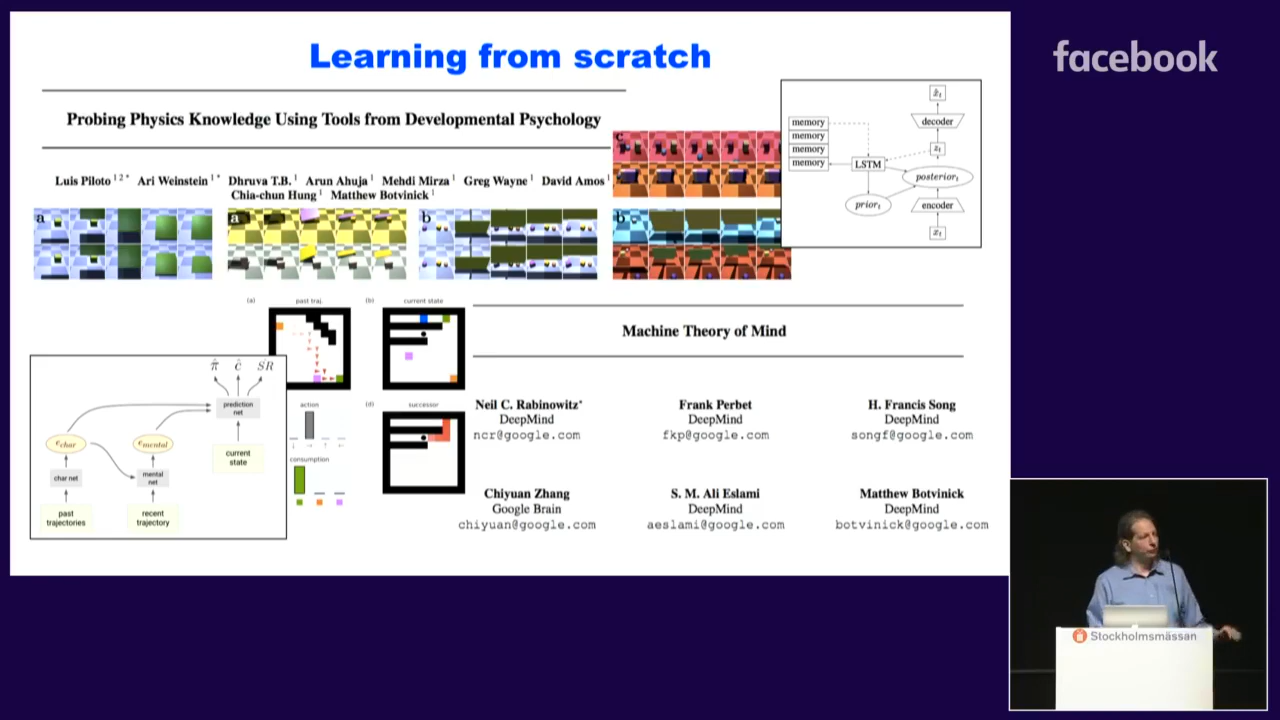 Learning from scratch
facebook
Probing Physics Knowledge Using Tools from Developmental Psychology
Luis Piloto 1 2 * Ari Weinstein 1 * Dhruva T.B. 1 Arun Ahuja 1 Mehdi Mirza 1 Greg Wayne 1 David Amos 1
Chia-chun Hung 1 Matthew Botvinick 1
a
a
b
c
b
memory
memory
memory
memory
LSTM
decoder
posterior t
prior t
encoder
x̂t
zt
xt
(a) past traj.
(b) current state
action
(d) successor
consumption
π̂ ĉ SR
prediction net
e char
e mental
current state
char net
mental net
past trajectories
recent trajectory
Machine Theory of Mind
Neil C. Rabinowitz* Frank Perbet H. Francis Song
DeepMind DeepMind DeepMind
ncr@google.com fkp@google.com songf@google.com
Chiyuan Zhang S. M. Ali Eslami Matthew Botvinick
Google Brain DeepMind DeepMind
chiyuan@google.com aeslami@google.com botvinick@google.com
Stockholmsmässan